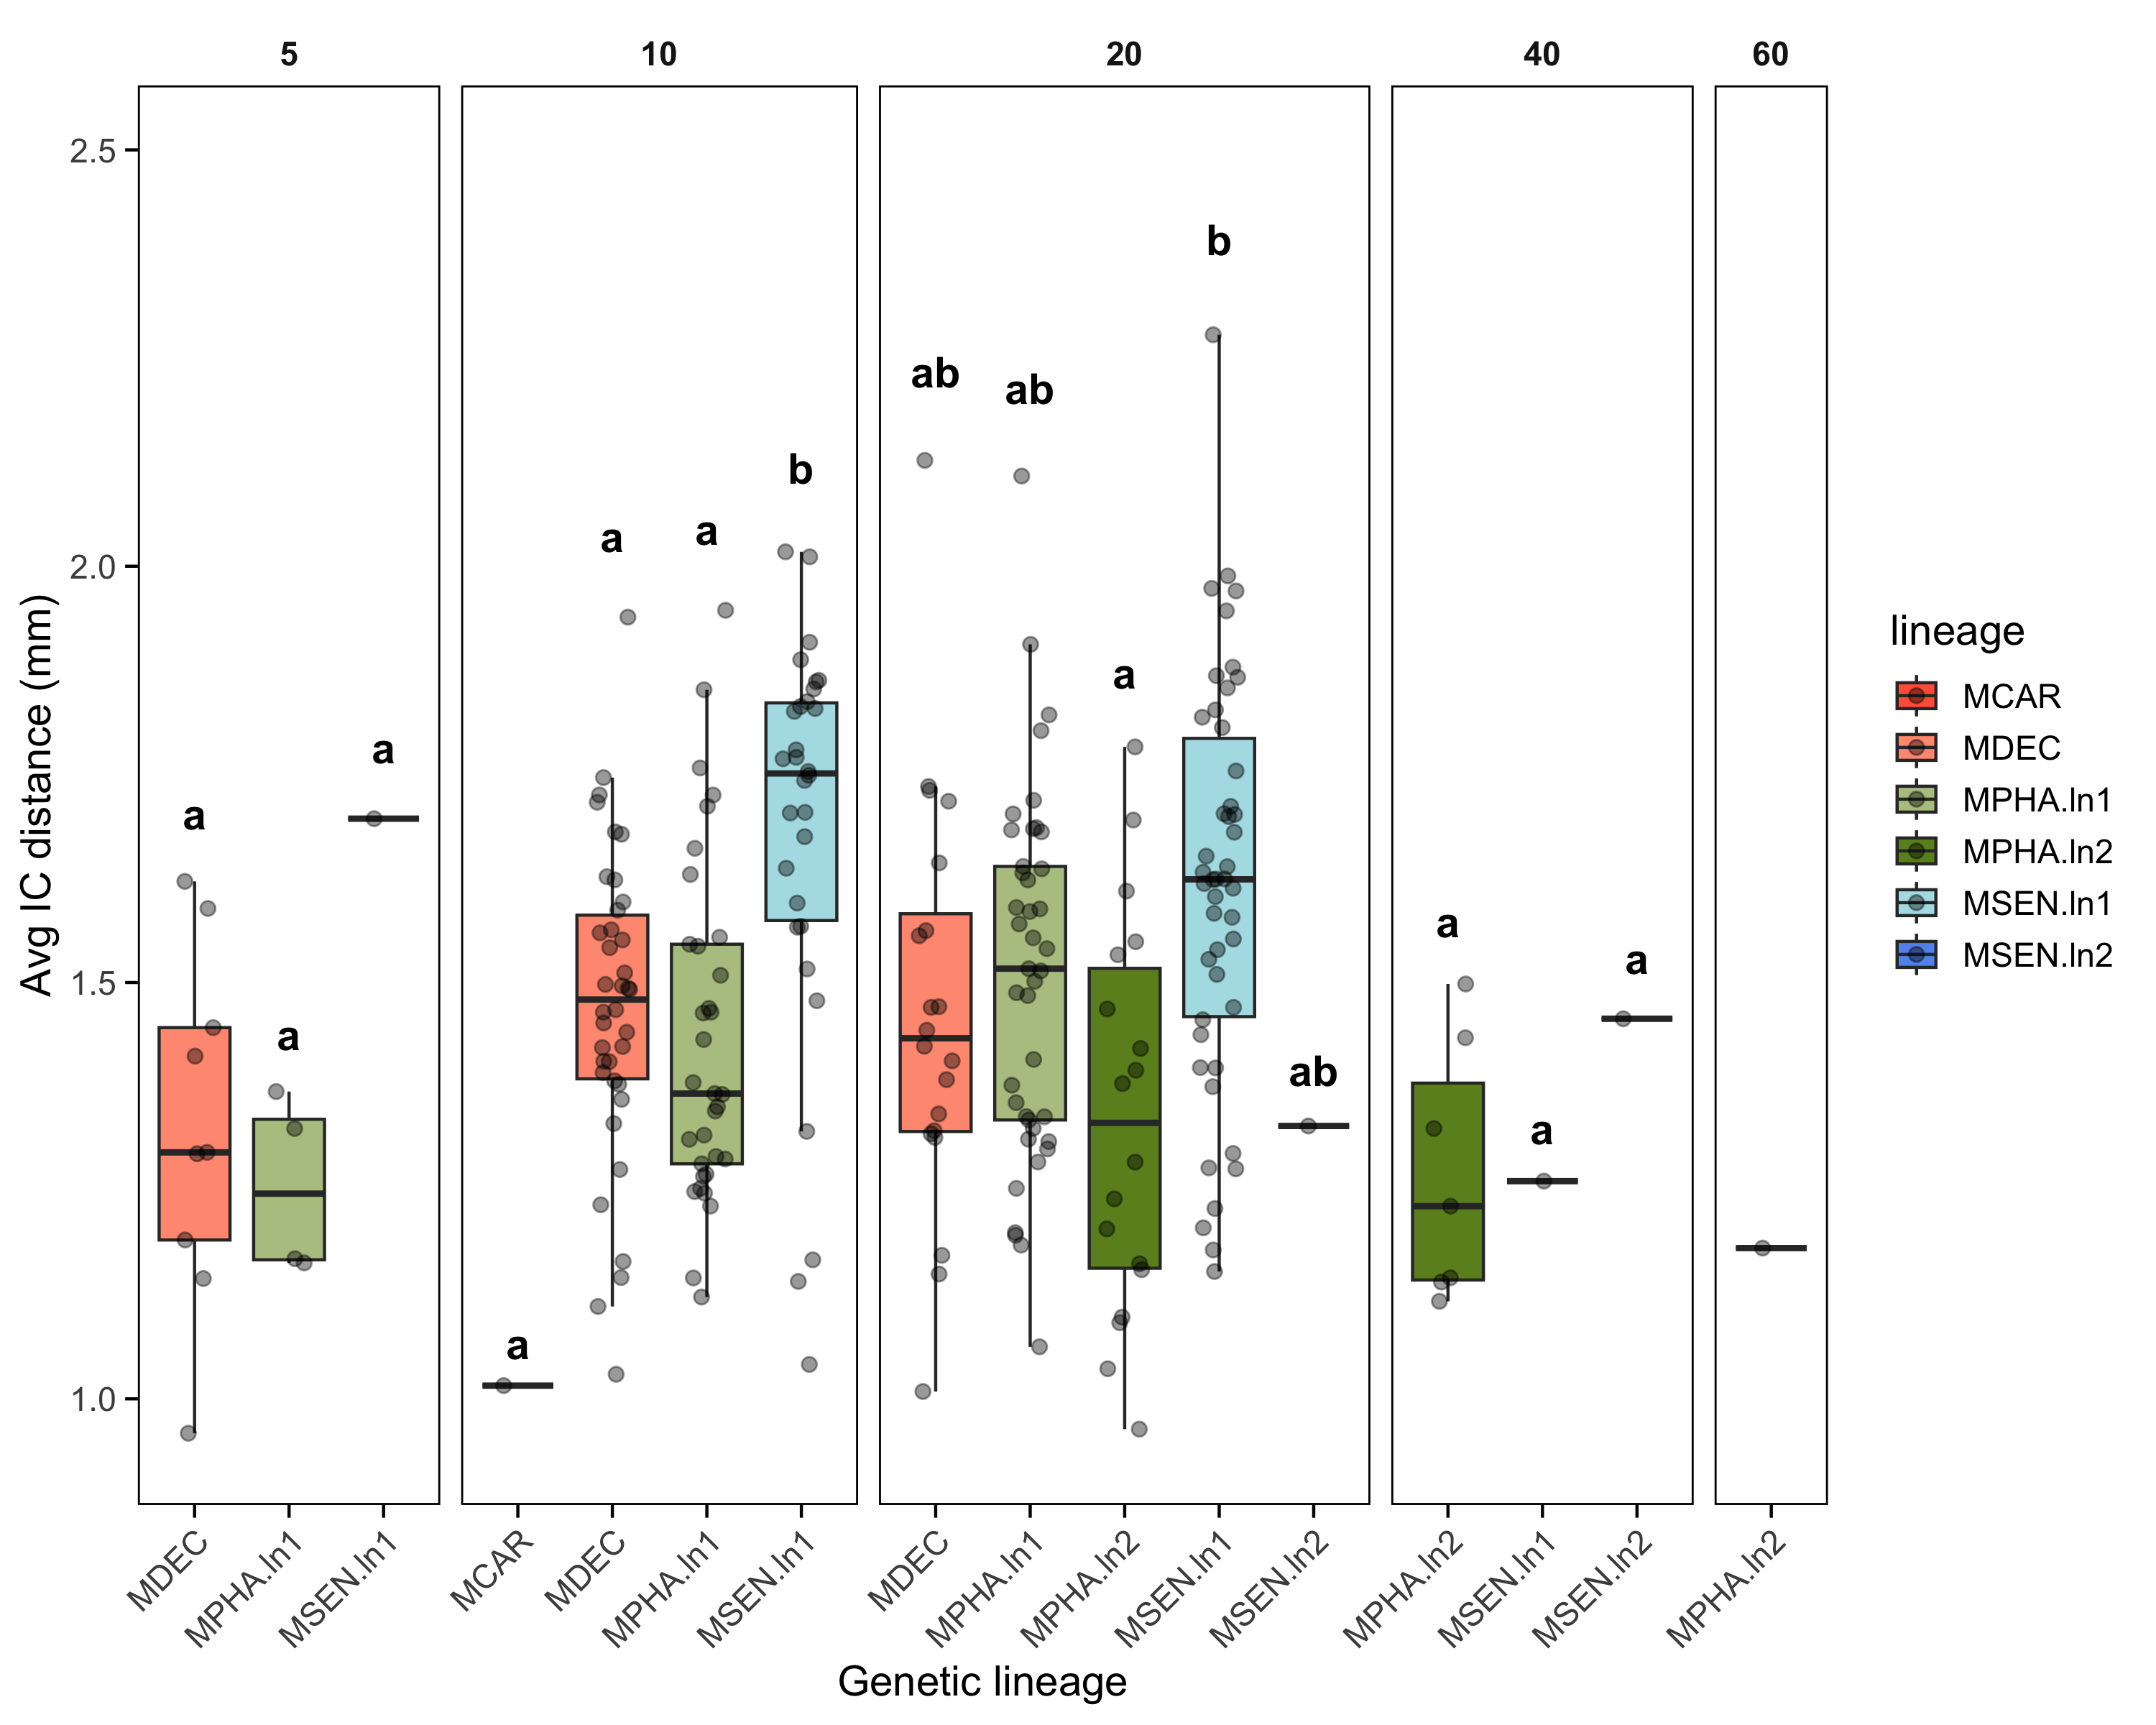 5 10 20 40 60
2.5
2.0
1.5
1.0
Avg IC distance (mm)
a a a
a a a b
ab ab a b ab
a a a
MDEC MPHA.ln1 MSEN.ln1
MCAR MDEC MPHA.ln1 MSEN.ln1
MDEC MPHA.ln1 MPHA.ln2 MSEN.ln1 MSEN.ln2
MPHA.ln2 MSEN.ln1 MSEN.ln2
MPHA.ln2
Genetic lineage
lineage
MCAR
MDEC
MPHA.ln1
MPHA.ln2
MSEN.ln1
MSEN.ln2